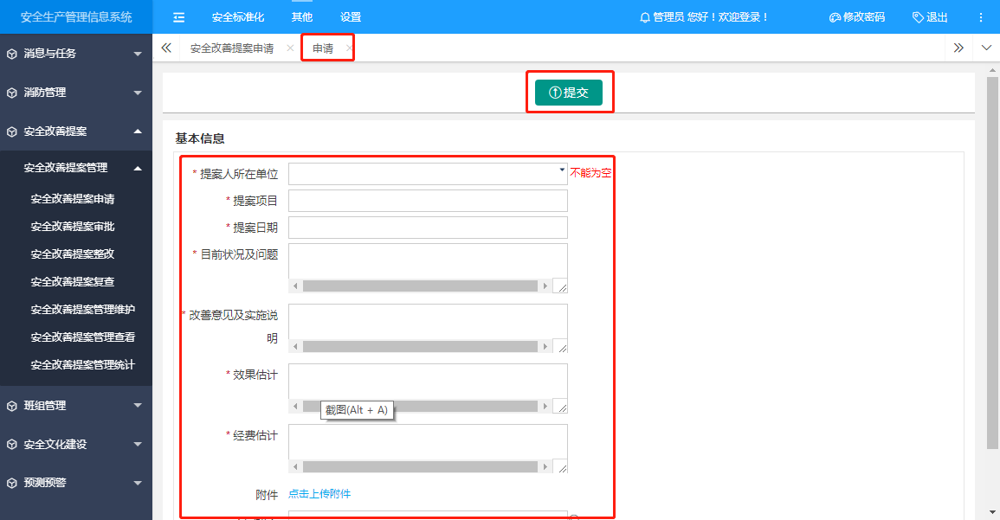 安全生产管理信息系统
安全标准化 其他 设置
管理员 您好！欢迎登录！ 修改密码 退出
安全改善提案申请 申请
消息与任务
消防管理
安全改善提案
安全改善提案管理
安全改善提案申请
安全改善提案审批
安全改善提案整改
安全改善提案复查
安全改善提案管理维护
安全改善提案管理查看
安全改善提案管理统计
班组管理
安全文化建设
预测预警
提交
基本信息
* 提案人所在单位 不能为空
* 提案项目
* 提案日期
* 目前状况及问题
* 改善意见及实施说
明
* 效果估计
截图(Alt + A)
* 经费估计
附件 点击上传附件